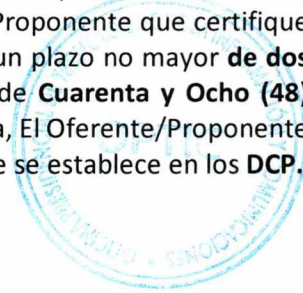 Proponente que certifique
un plazo no mayor de dos
de Cuarenta y Ocho (48)
, El Oferente/Proponente
e se establece en los DCP.
OPTIC